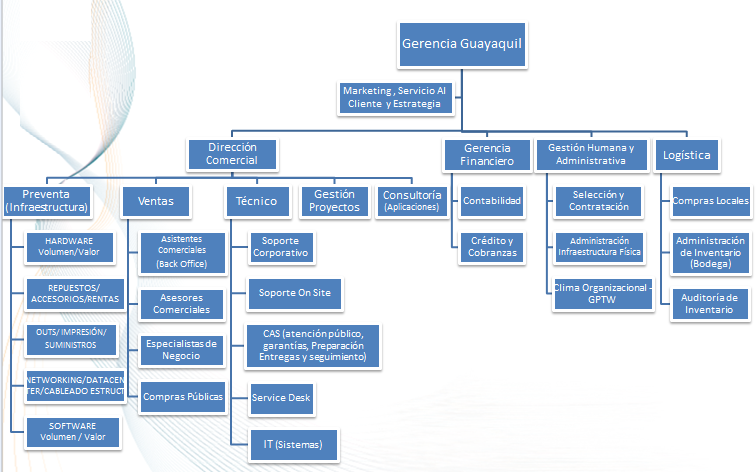 Gerencia Guayaquil
Marketing , Servicio Al
Cliente y Estrategia
Dirección
Comercial
Gerencia
Financiero
Gestión Humana y
Administrativa
Logística
Preventa
(Infraestructura)
Ventas
Técnico
Gestión
Proyectos
Consultoría
(Aplicaciones)
Contabilidad
Selección y
Contratación
Compras Locales
HARDWARE
Volumen/Valor
Asistentes
Comerciales
(Back Office)
Soporte
Corporativo
Crédito y
Cobranzas
Administración
Infraestructura Física
Administración
de Inventario
(Bodega)
REPUESTOS/
ACCESORIOS/RENTAS
Asesores
Comerciales
Soporte On Site
Clima Organizacional -
GPTW
Auditoría de
Inventario
OUTS/ IMPRESIÓN/
SUMINISTROS
Especialistas de
Negocio
CAS (atención público,
garantías, Preparación
Entregas y seguimiento)
NETWORKING/DATACEN
TER/CABLEADO ESTRUCT
Compras Públicas
Service Desk
SOFTWARE
Volumen / Valor
IT (Sistemas)